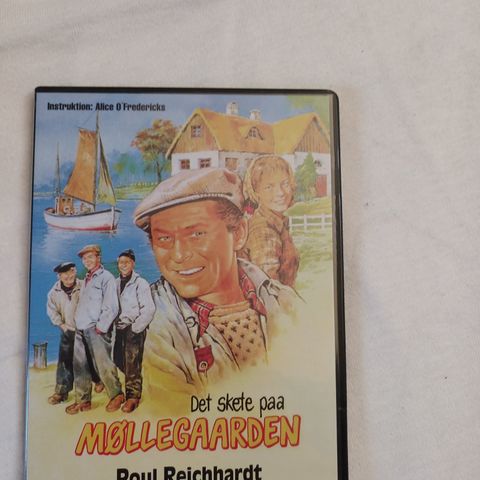 Instruktion: Alice O'Fredericks
Det skete paa
MØLLEGAARDEN
Poul Reichhardt